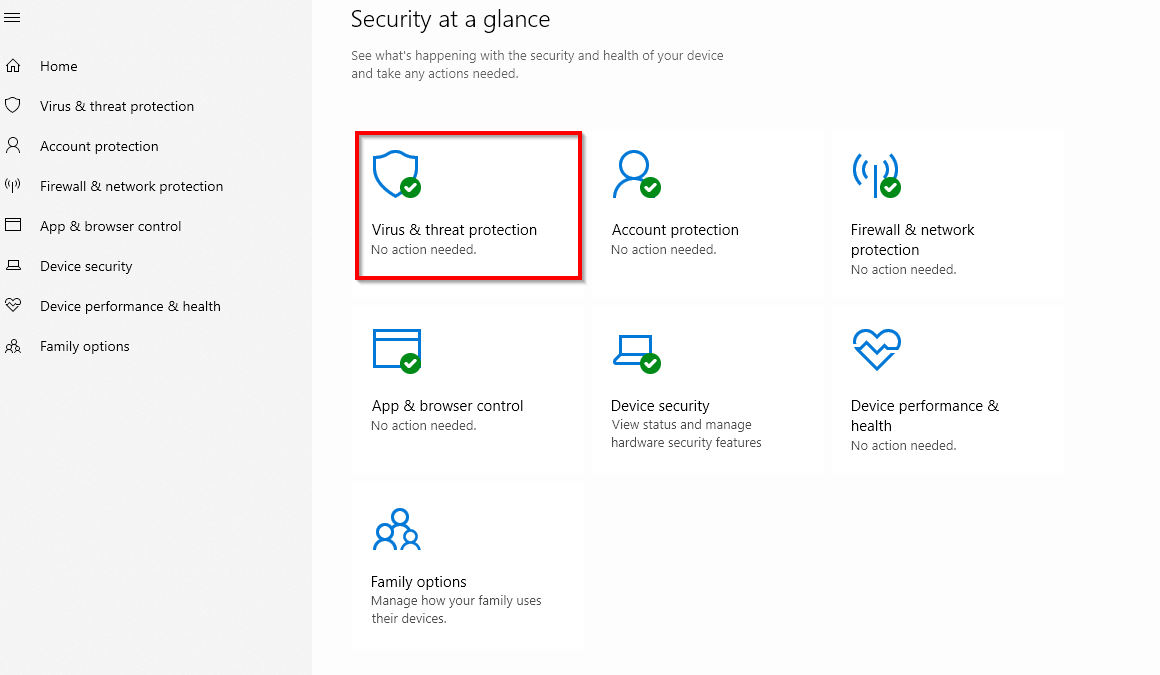 Home
Virus & threat protection
Account protection
Firewall & network protection
App & browser control
Device security
Device performance & health
Family options
Security at a glance
See what's happening with the security and health of your device
and take any actions needed.
Virus & threat protection
No action needed.
Account protection
No action needed.
Firewall & network
protection
No action needed.
App & browser control
No action needed.
Device security
View status and manage
hardware security features
Device performance &
health
No action needed.
Family options
Manage how your family uses
their devices.